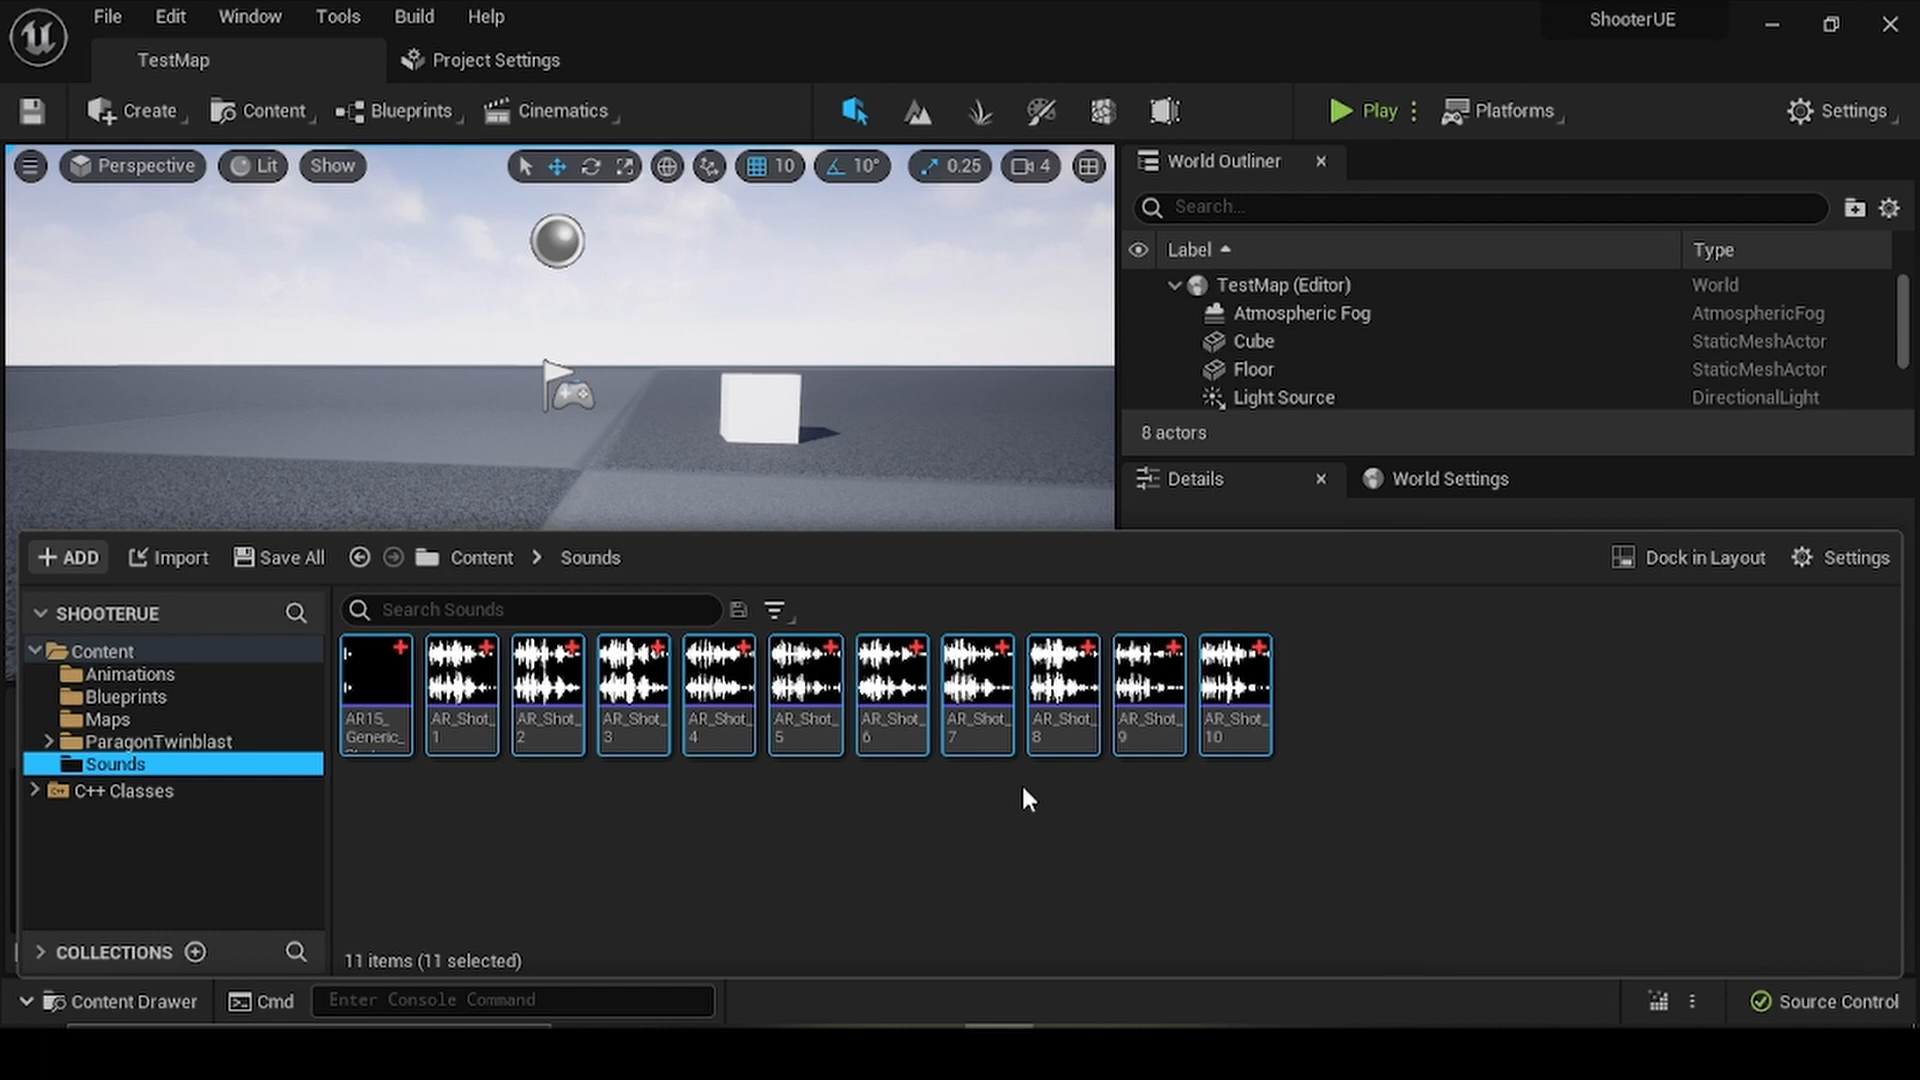 File Edit Window Tools Build Help
ShooterUE
TestMap
Project Settings
Create
Content
Blueprints
Cinematics
Play
Platforms
Settings
Perspective
Lit
Show
10
10°
0.25
4
World Outliner
Search...
Label Type
TestMap (Editor) World
Atmospheric Fog AtmosphericFog
Cube StaticMeshActor
Floor StaticMeshActor
Light Source DirectionalLight
8 actors
Details
World Settings
ADD
Import
Save All
Content > Sounds
Dock in Layout
Settings
SHOOTERUE
Search Sounds
Content
Animations
Blueprints
Maps
ParagonTwinblast
Sounds
C++ Classes
AR15_
Generic_
AR_Shot_
1
AR_Shot_
2
AR_Shot_
3
AR_Shot_
4
AR_Shot_
5
AR_Shot_
6
AR_Shot_
7
AR_Shot_
8
AR_Shot_
9
AR_Shot_
10
COLLECTIONS
11 items (11 selected)
Content Drawer
Cmd
Enter Console Command
Source Control